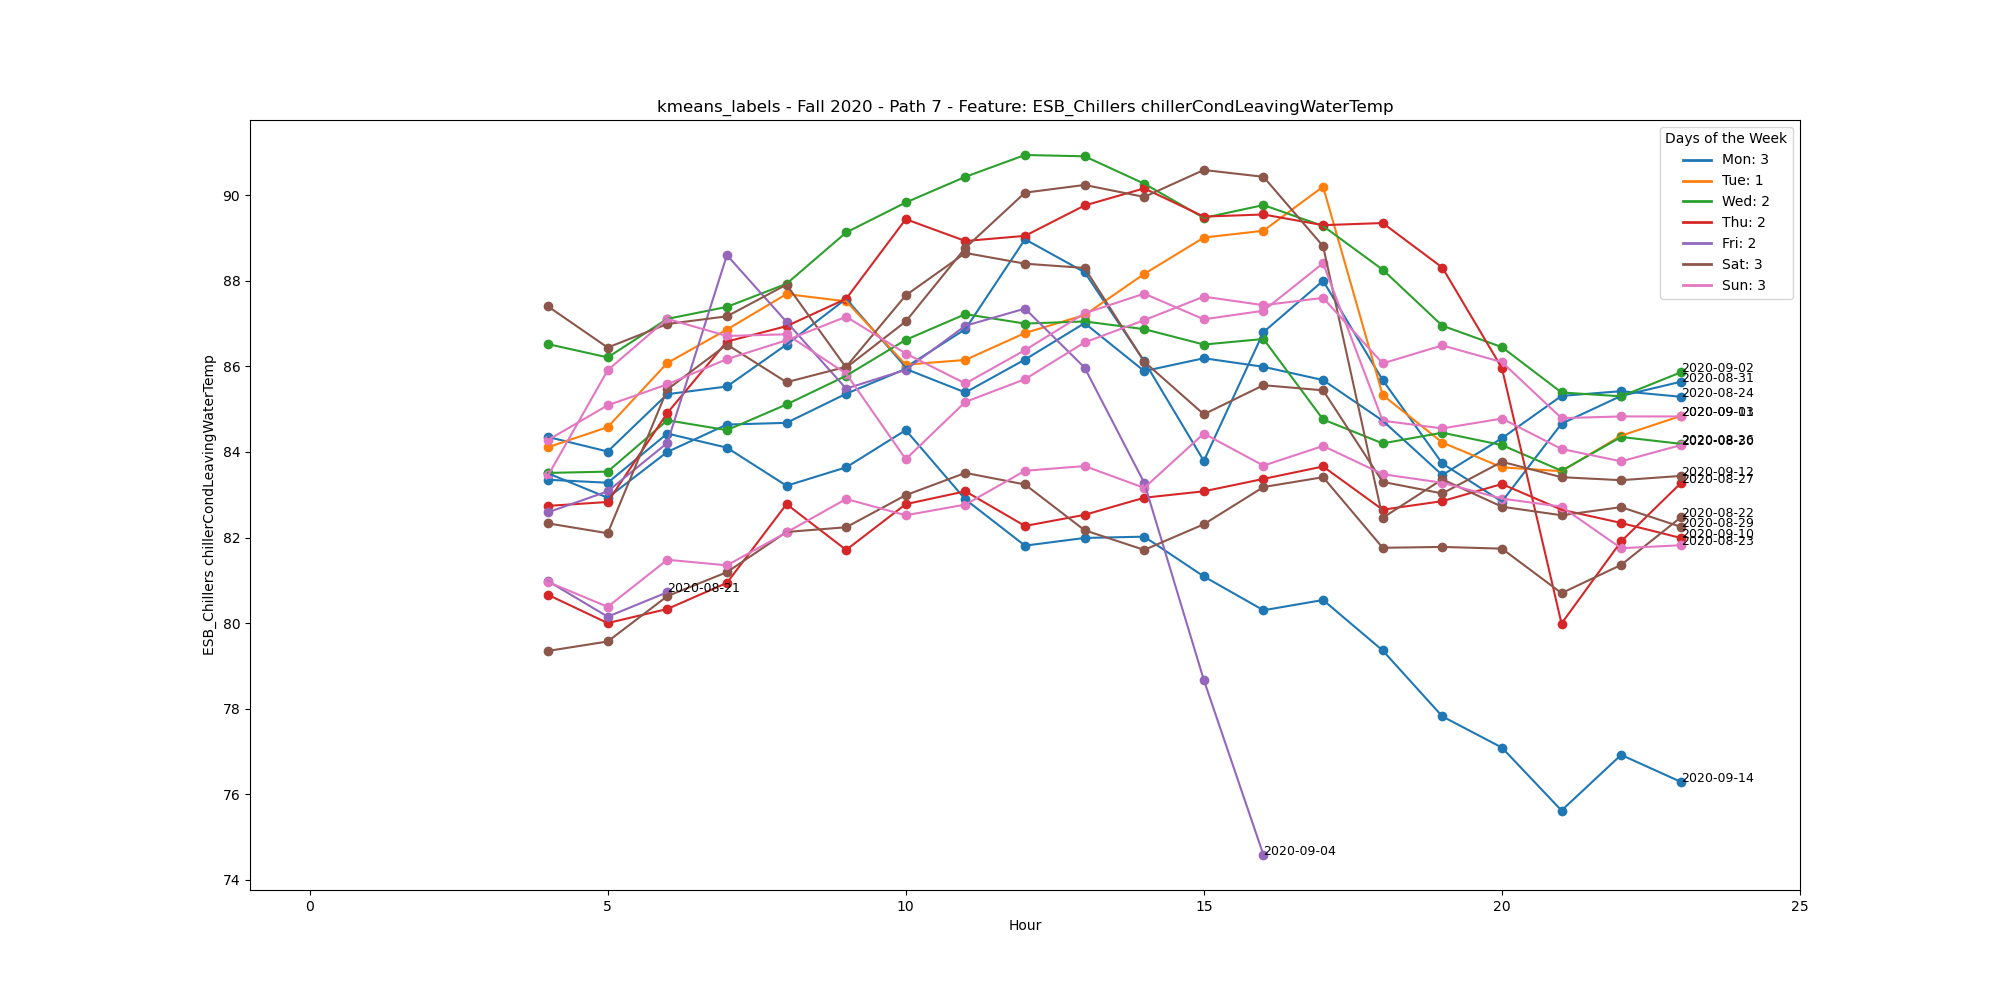 kmeans_labels - Fall 2020 - Path 7 - Feature: ESB_Chillers chillerCondLeavingWaterTemp
Days of the Week
Mon: 3
Tue: 1
Wed: 2
Thu: 2
Fri: 2
Sat: 3
Sun: 3
ESB_Chillers chillerCondLeavingWaterTemp
90
88
86
84
82
80
78
76
74
2020-09-02
2020-08-31
2020-08-24
2020-09-12
2020-08-27
2020-08-22
2020-08-29
2020-09-10
2020-08-23
2020-08-21
2020-09-14
2020-09-04
0
5
10
15
20
25
Hour